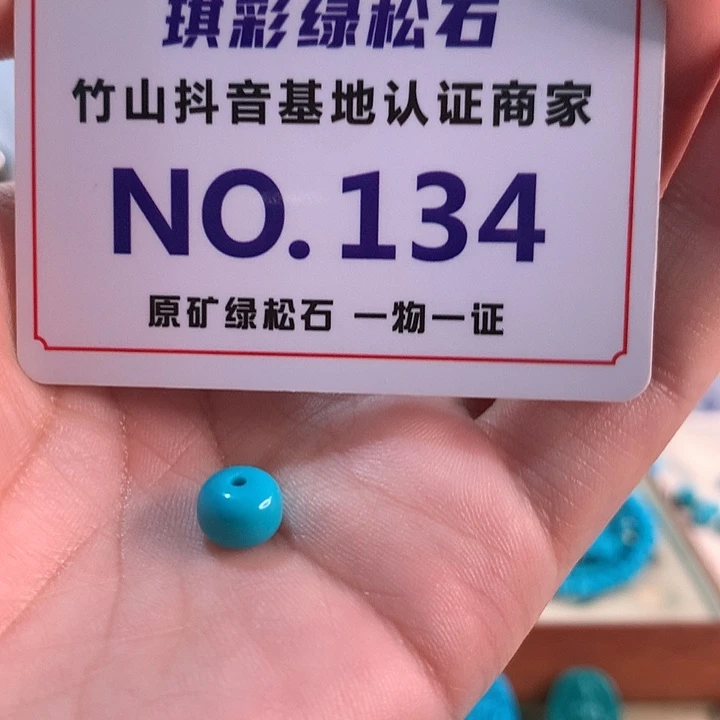 琪彩绿松石
竹山抖音基地认证商家
NO.134
原矿绿松石 一物一证